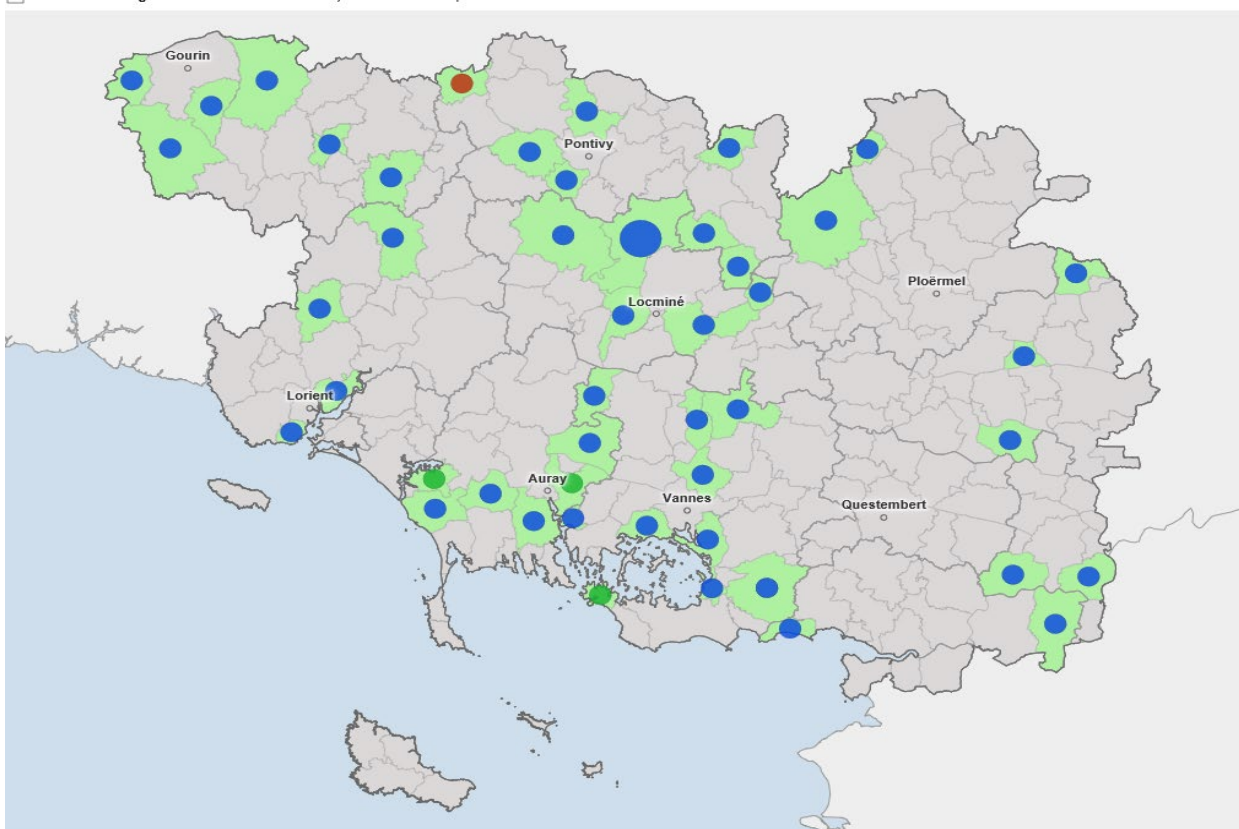 Gourin
Pontivy
Ploërmel
Locminé
Lorient
Auray
Vannes
Questembert